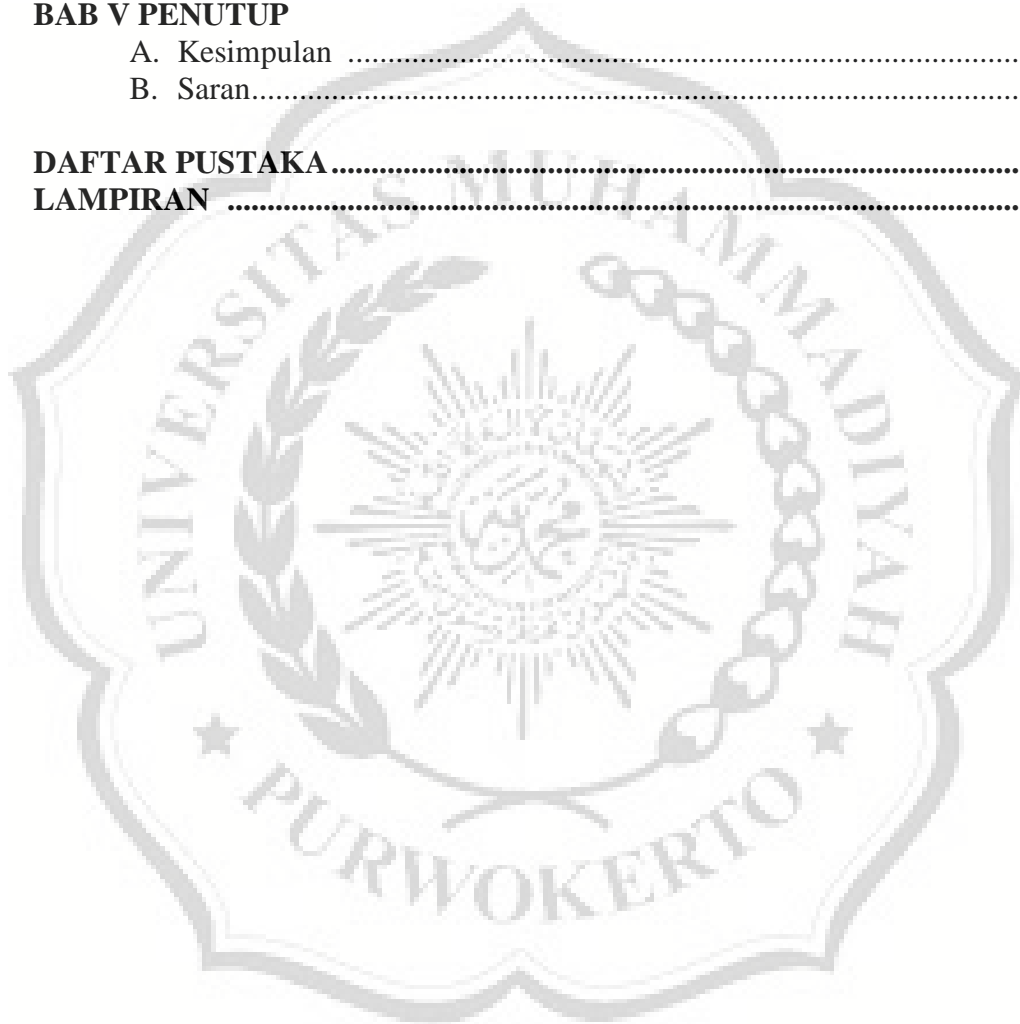 BAB V PENUTUP
A. Kesimpulan ........................................................................................
B. Saran..................................................................................................
DAFTAR PUSTAKA........................................................................................
LAMPIRAN ....................................................................................................
UNIVERSITAS MUHAMMADIYAH
PURWOKERTO